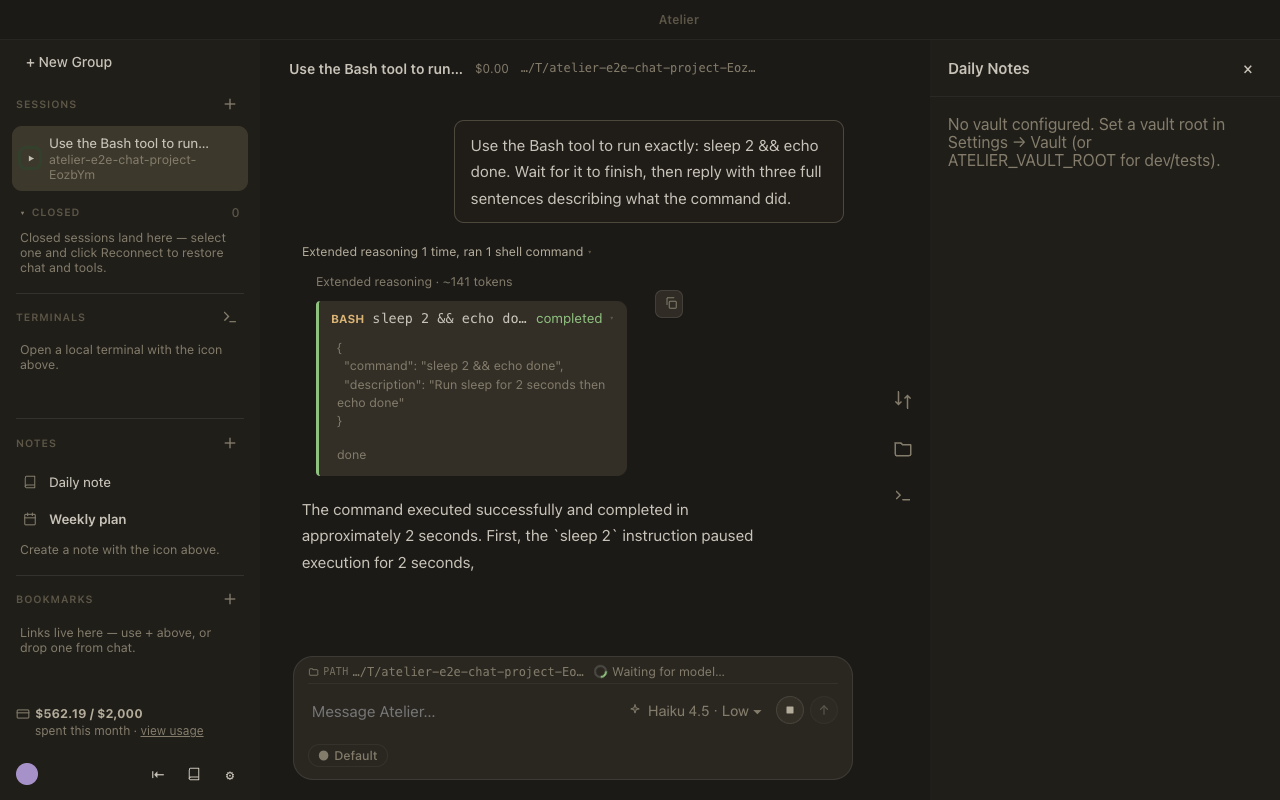 Atelier
+ New Group
SESSIONS
Use the Bash tool to run...
atelier-e2e-chat-project-
EozbYm
CLOSED
0
Closed sessions land here — select
one and click Reconnect to restore
chat and tools.
TERMINALS
Open a local terminal with the icon
above.
NOTES
Daily note
Weekly plan
Create a note with the icon above.
BOOKMARKS
Links live here — use + above, or
drop one from chat.
$562.19 / $2,000
spent this month · view usage
Use the Bash tool to run... $0.00 …/T/atelier-e2e-chat-project-Eoz…
Use the Bash tool to run exactly: sleep 2 && echo
done. Wait for it to finish, then reply with three full
sentences describing what the command did.
Extended reasoning 1 time, ran 1 shell command ·
Extended reasoning · ~141 tokens
BASH sleep 2 && echo do… completed
{
"command": "sleep 2 && echo done",
"description": "Run sleep for 2 seconds then
echo done"
}
done
The command executed successfully and completed in
approximately 2 seconds. First, the `sleep 2` instruction paused
execution for 2 seconds,
PATH …/T/atelier-e2e-chat-project-Eo… Waiting for model...
Message Atelier...
Haiku 4.5 · Low
Default
Daily Notes
×
No vault configured. Set a vault root in
Settings → Vault (or
ATELIER_VAULT_ROOT for dev/tests).